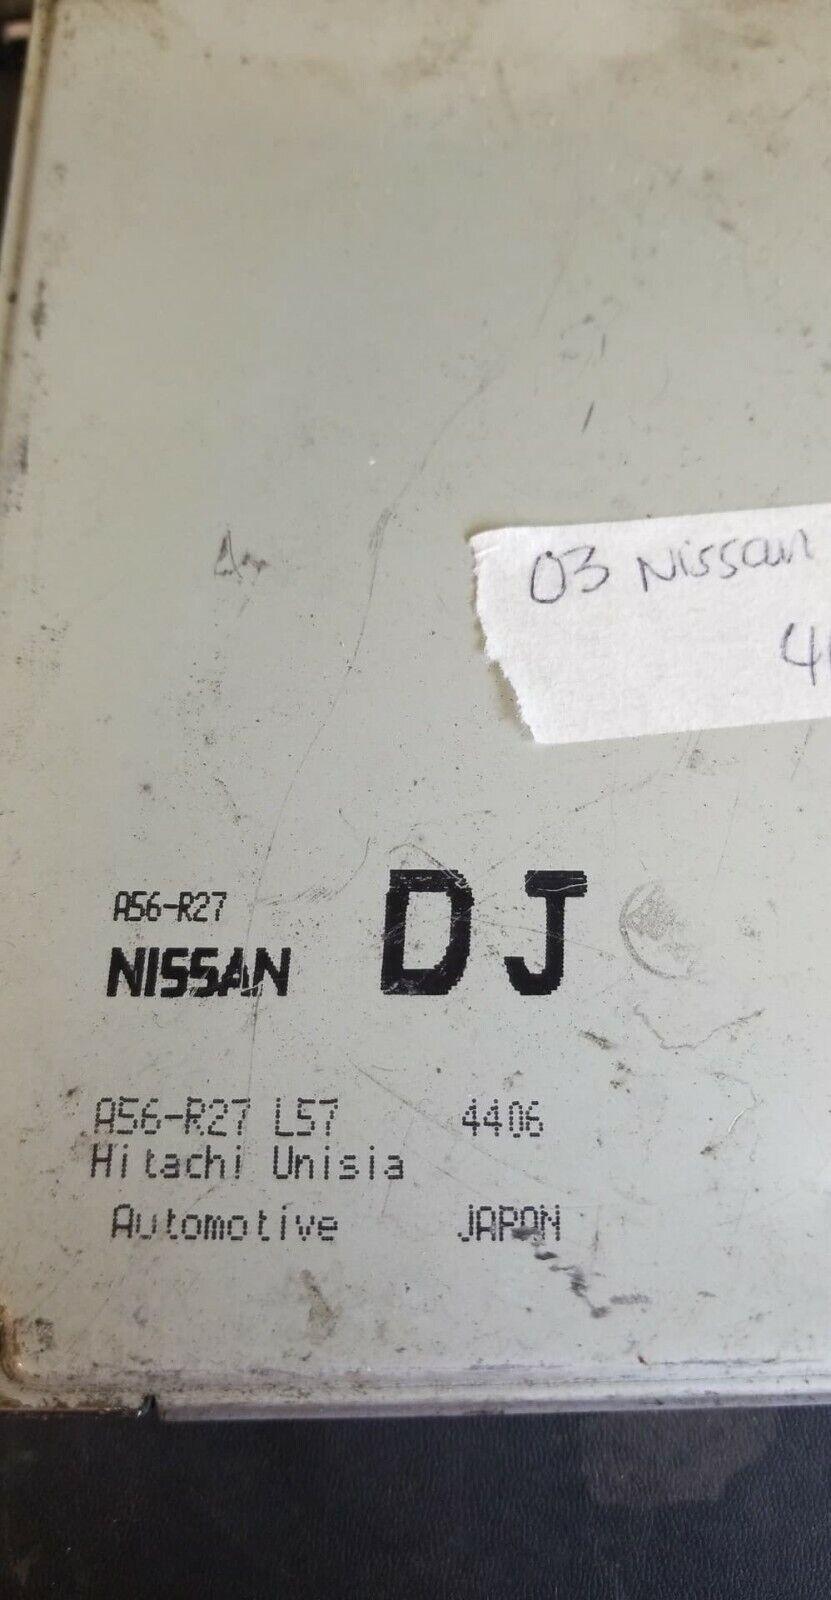 03 Nissan
A56-R27
NISSAN DJ
A56-R27 L57 4406
Hitachi Unisia
Automotive JAPAN